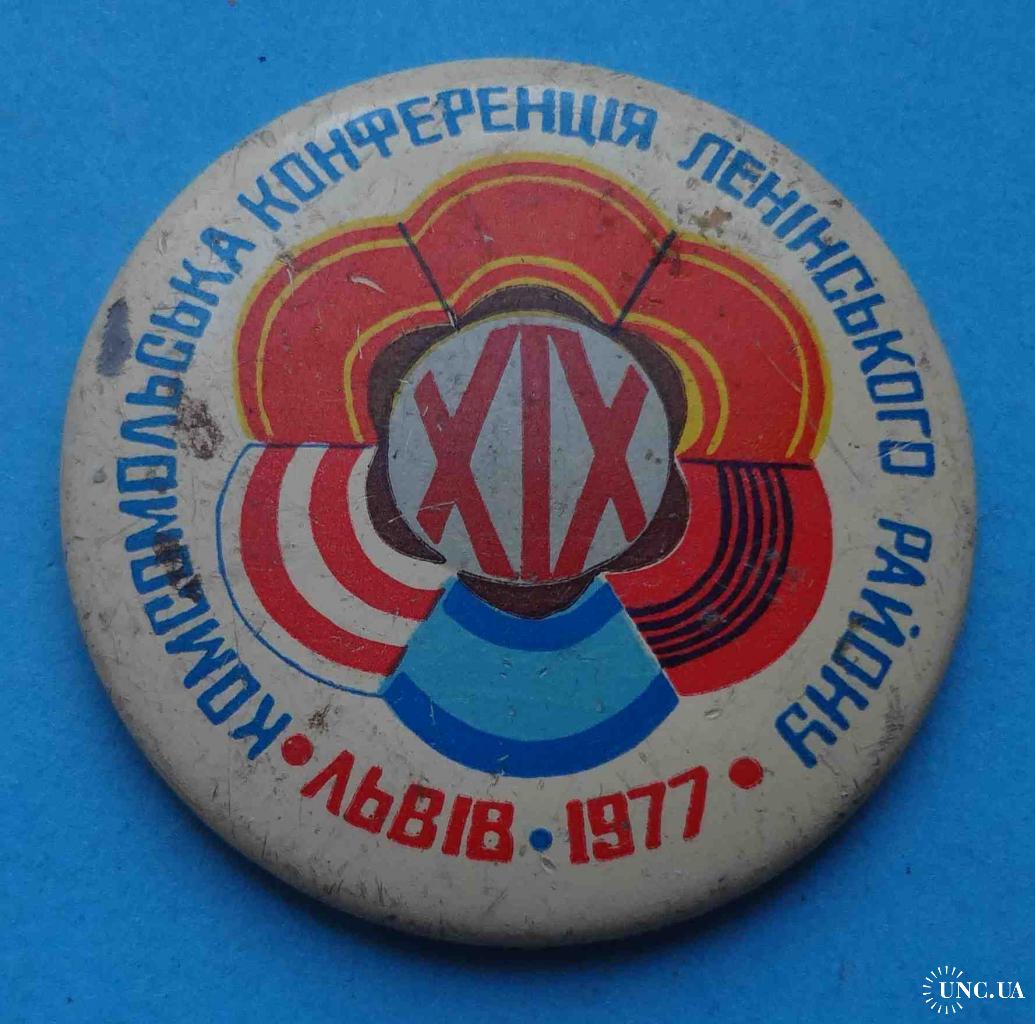 КОМСОМОЛЬСЬКА КОНФЕРЕНЦІЯ ЛЕНІНСЬКОГО РАЙОНУ
XIX
• ЛЬВІВ • 1977 •
UNC.UA